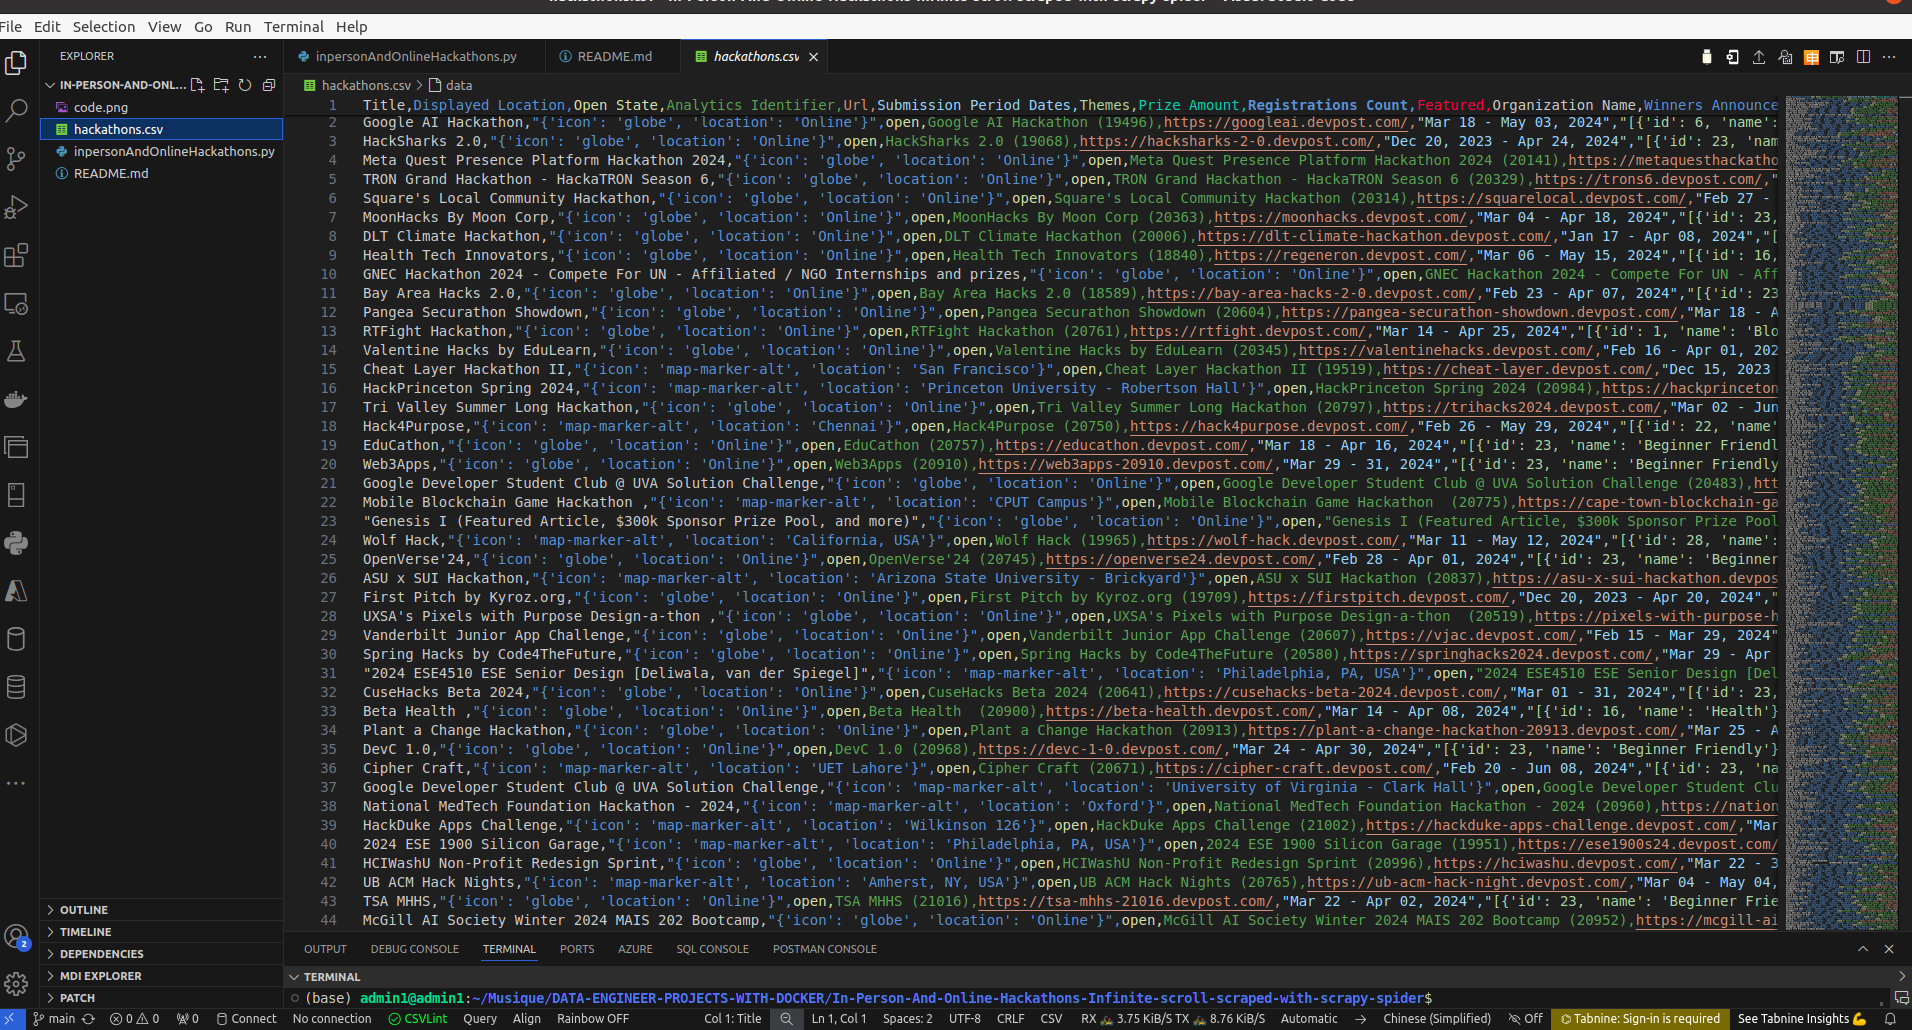 File Edit Selection View Go Run Terminal Help
EXPLORER
IN-PERSON-AND-ONL...
code.png
hackathons.csv
inpersonAndOnlineHackathons.py
README.md
inpersonAndOnlineHackathons.py README.md hackathons.csv
hackathons.csv > data
1 Title,Displayed Location,Open State,Analytics Identifier,Url,Submission Period Dates,Themes,Prize Amount,Registrations Count,Featured,Organization Name,Winners Announce
2 Google AI Hackathon,"{'icon': 'globe', 'location': 'Online'}",open,Google AI Hackathon (19496),https://googleai.devpost.com/,"Mar 18 - May 03, 2024","[{'id': 6, 'name':
3 HackSharks 2.0,"{'icon': 'globe', 'location': 'Online'}",open,HackSharks 2.0 (19068),https://hacksharks-2-0.devpost.com/,"Dec 20, 2023 - Apr 24, 2024","[{'id': 23, 'nam
4 Meta Quest Presence Platform Hackathon 2024,"{'icon': 'globe', 'location': 'Online'}",open,Meta Quest Presence Platform Hackathon 2024 (20141),https://metaquesthackatho
5 TRON Grand Hackathon - HackaTRON Season 6,"{'icon': 'globe', 'location': 'Online'}",open,TRON Grand Hackathon - HackaTRON Season 6 (20329),https://trons6.devpost.com/,"
6 Square's Local Community Hackathon,"{'icon': 'globe', 'location': 'Online'}",open,Square's Local Community Hackathon (20314),https://squarelocal.devpost.com/,"Feb 27 -
7 MoonHacks By Moon Corp,"{'icon': 'globe', 'location': 'Online'}",open,MoonHacks By Moon Corp (20363),https://moonhacks.devpost.com/,"Mar 04 - Apr 18, 2024","[{'id': 23,
8 DLT Climate Hackathon,"{'icon': 'globe', 'location': 'Online'}",open,DLT Climate Hackathon (20006),https://dlt-climate-hackathon.devpost.com/,"Jan 17 - Apr 08, 2024","[
9 Health Tech Innovators,"{'icon': 'globe', 'location': 'Online'}",open,Health Tech Innovators (18840),https://regeneron.devpost.com/,"Mar 06 - May 15, 2024","[{'id': 16,
10 GNEC Hackathon 2024 - Compete For UN - Affiliated / NGO Internships and prizes,"{'icon': 'globe', 'location': 'Online'}",open,GNEC Hackathon 2024 - Compete For UN - Aff
11 Bay Area Hacks 2.0,"{'icon': 'globe', 'location': 'Online'}",open,Bay Area Hacks 2.0 (18589),https://bay-area-hacks-2-0.devpost.com/,"Feb 23 - Apr 07, 2024","[{'id': 23
12 Pangea Securathon Showdown,"{'icon': 'globe', 'location': 'Online'}",open,Pangea Securathon Showdown (20604),https://pangea-securathon-showdown.devpost.com/,"Mar 18 - A
13 RTFight Hackathon,"{'icon': 'globe', 'location': 'Online'}",open,RTFight Hackathon (20761),https://rtfight.devpost.com/,"Mar 14 - Apr 25, 2024","[{'id': 1, 'name': 'Blo
14 Valentine Hacks by EduLearn,"{'icon': 'globe', 'location': 'Online'}",open,Valentine Hacks by EduLearn (20345),https://valentinehacks.devpost.com/,"Feb 16 - Apr 01, 202
15 Cheat Layer Hackathon II,"{'icon': 'map-marker-alt', 'location': 'San Francisco'}",open,Cheat Layer Hackathon II (19519),https://cheat-layer.devpost.com/,"Dec 15, 2023
16 HackPrinceton Spring 2024,"{'icon': 'map-marker-alt', 'location': 'Princeton University - Robertson Hall'}",open,HackPrinceton Spring 2024 (20984),https://hackprinceton
17 Tri Valley Summer Long Hackathon,"{'icon': 'globe', 'location': 'Online'}",open,Tri Valley Summer Long Hackathon (20797),https://trihacks2024.devpost.com/,"Mar 02 - Jun
18 Hack4Purpose,"{'icon': 'map-marker-alt', 'location': 'Chennai'}",open,Hack4Purpose (20750),https://hack4purpose.devpost.com/,"Feb 26 - May 29, 2024","[{'id': 22, 'name'
19 EduCathon,"{'icon': 'globe', 'location': 'Online'}",open,EduCathon (20757),https://educathon.devpost.com/,"Mar 18 - Apr 16, 2024","[{'id': 23, 'name': 'Beginner Friendl
20 Web3Apps,"{'icon': 'globe', 'location': 'Online'}",open,Web3Apps (20910),https://web3apps-20910.devpost.com/,"Mar 29 - 31, 2024","[{'id': 23, 'name': 'Beginner Friendly
21 Google Developer Student Club @ UVA Solution Challenge,"{'icon': 'globe', 'location': 'Online'}",open,Google Developer Student Club @ UVA Solution Challenge (20483),htt
22 Mobile Blockchain Game Hackathon ,"{'icon': 'map-marker-alt', 'location': 'CPUT Campus'}",open,Mobile Blockchain Game Hackathon  (20775),https://cape-town-blockchain-ga
23 "Genesis I (Featured Article, $300k Sponsor Prize Pool, and more)","{'icon': 'globe', 'location': 'Online'}",open,"Genesis I (Featured Article, $300k Sponsor Prize Pool
24 Wolf Hack,"{'icon': 'map-marker-alt', 'location': 'California, USA'}",open,Wolf Hack (19965),https://wolf-hack.devpost.com/,"Mar 11 - May 12, 2024","[{'id': 28, 'name':
25 OpenVerse'24,"{'icon': 'globe', 'location': 'Online'}",open,OpenVerse'24 (20745),https://openverse24.devpost.com/,"Feb 28 - Apr 01, 2024","[{'id': 23, 'name': 'Beginner
26 ASU x SUI Hackathon,"{'icon': 'map-marker-alt', 'location': 'Arizona State University - Brickyard'}",open,ASU x SUI Hackathon (20837),https://asu-x-sui-hackathon.devpos
27 First Pitch by Kyroz.org,"{'icon': 'globe', 'location': 'Online'}",open,First Pitch by Kyroz.org (19709),https://firstpitch.devpost.com/,"Dec 20, 2023 - Apr 20, 2024","
28 UXSA's Pixels with Purpose Design-a-thon ,"{'icon': 'globe', 'location': 'Online'}",open,UXSA's Pixels with Purpose Design-a-thon  (20519),https://pixels-with-purpose-h
29 Vanderbilt Junior App Challenge,"{'icon': 'globe', 'location': 'Online'}",open,Vanderbilt Junior App Challenge (20607),https://vjac.devpost.com/,"Feb 15 - Mar 29, 2024"
30 Spring Hacks by Code4TheFuture,"{'icon': 'globe', 'location': 'Online'}",open,Spring Hacks by Code4TheFuture (20580),https://springhacks2024.devpost.com/,"Mar 29 - Apr
31 "2024 ESE4510 ESE Senior Design [Deliwala, van der Spiegel]","{'icon': 'map-marker-alt', 'location': 'Philadelphia, PA, USA'}",open,"2024 ESE4510 ESE Senior Design [Del
32 CuseHacks Beta 2024,"{'icon': 'globe', 'location': 'Online'}",open,CuseHacks Beta 2024 (20641),https://cusehacks-beta-2024.devpost.com/,"Mar 01 - 31, 2024","[{'id': 23,
33 Beta Health ,"{'icon': 'globe', 'location': 'Online'}",open,Beta Health  (20900),https://beta-health.devpost.com/,"Mar 14 - Apr 08, 2024","[{'id': 16, 'name': 'Health'}
34 Plant a Change Hackathon,"{'icon': 'globe', 'location': 'Online'}",open,Plant a Change Hackathon (20913),https://plant-a-change-hackathon-20913.devpost.com/,"Mar 25 - A
35 DevC 1.0,"{'icon': 'globe', 'location': 'Online'}",open,DevC 1.0 (20968),https://devc-1-0.devpost.com/,"Mar 24 - Apr 30, 2024","[{'id': 23, 'name': 'Beginner Friendly'}
36 Cipher Craft,"{'icon': 'map-marker-alt', 'location': 'UET Lahore'}",open,Cipher Craft (20671),https://cipher-craft.devpost.com/,"Feb 20 - Jun 08, 2024","[{'id': 23, 'na
37 Google Developer Student Club @ UVA Solution Challenge,"{'icon': 'map-marker-alt', 'location': 'University of Virginia - Clark Hall'}",open,Google Developer Student Clu
38 National MedTech Foundation Hackathon - 2024,"{'icon': 'map-marker-alt', 'location': 'Oxford'}",open,National MedTech Foundation Hackathon - 2024 (20960),https://nation
39 HackDuke Apps Challenge,"{'icon': 'map-marker-alt', 'location': 'Wilkinson 126'}",open,HackDuke Apps Challenge (21002),https://hackduke-apps-challenge.devpost.com/,"Mar
40 2024 ESE 1900 Silicon Garage,"{'icon': 'map-marker-alt', 'location': 'Philadelphia, PA, USA'}",open,2024 ESE 1900 Silicon Garage (19951),https://ese1900s24.devpost.com/
41 HCIWashU Non-Profit Redesign Sprint,"{'icon': 'globe', 'location': 'Online'}",open,HCIWashU Non-Profit Redesign Sprint (20996),https://hciwashu.devpost.com/,"Mar 22 - 3
42 UB ACM Hack Nights,"{'icon': 'map-marker-alt', 'location': 'Amherst, NY, USA'}",open,UB ACM Hack Nights (20765),https://ub-acm-hack-night.devpost.com/,"Mar 04 - May 04,
43 TSA MHHS,"{'icon': 'globe', 'location': 'Online'}",open,TSA MHHS (21016),https://tsa-mhhs-21016.devpost.com/,"Mar 22 - Apr 02, 2024","[{'id': 23, 'name': 'Beginner Frie
44 McGill AI Society Winter 2024 MAIS 202 Bootcamp,"{'icon': 'globe', 'location': 'Online'}",open,McGill AI Society Winter 2024 MAIS 202 Bootcamp (20952),https://mcgill-ai
OUTLINE
TIMELINE
DEPENDENCIES
MDI EXPLORER
PATCH
2
OUTPUT DEBUG CONSOLE TERMINAL PORTS AZURE SQL CONSOLE POSTMAN CONSOLE
TERMINAL
(base) admin1@admin1:~/Musique/DATA-ENGINEER-PROJECTS-WITH-DOCKER/In-Person-And-Online-Hackathons-Infinite-scroll-scraped-with-scrapy-spider$
main 0 0 0 Connect No connection CSVLint Query Align Rainbow OFF Col 1: Title Ln 1, Col 1 Spaces: 2 UTF-8 CRLF CSV RX 3.75 KiB/S TX 8.76 KiB/S Automatic Chinese (Simplified) Off Tabnine: Sign-in is required See Tabnine Insights